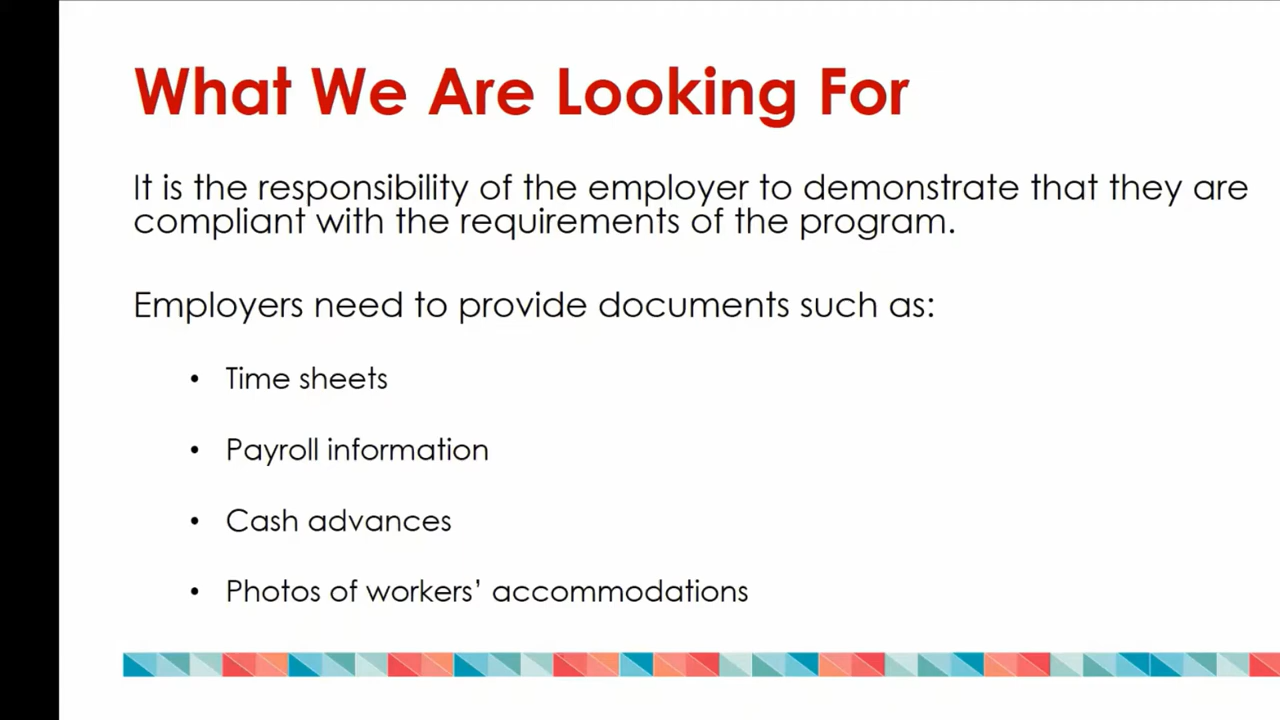 What We Are Looking For
It is the responsibility of the employer to demonstrate that they are
compliant with the requirements of the program.
Employers need to provide documents such as:
• Time sheets
• Payroll information
• Cash advances
• Photos of workers’ accommodations